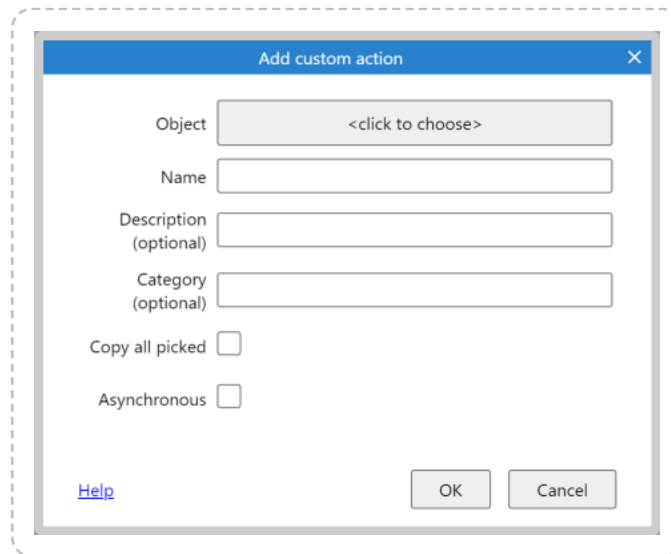 Add custom action
Object <click to choose>
Name
Description
(optional)
Category
(optional)
Copy all picked
Asynchronous
Help OK Cancel